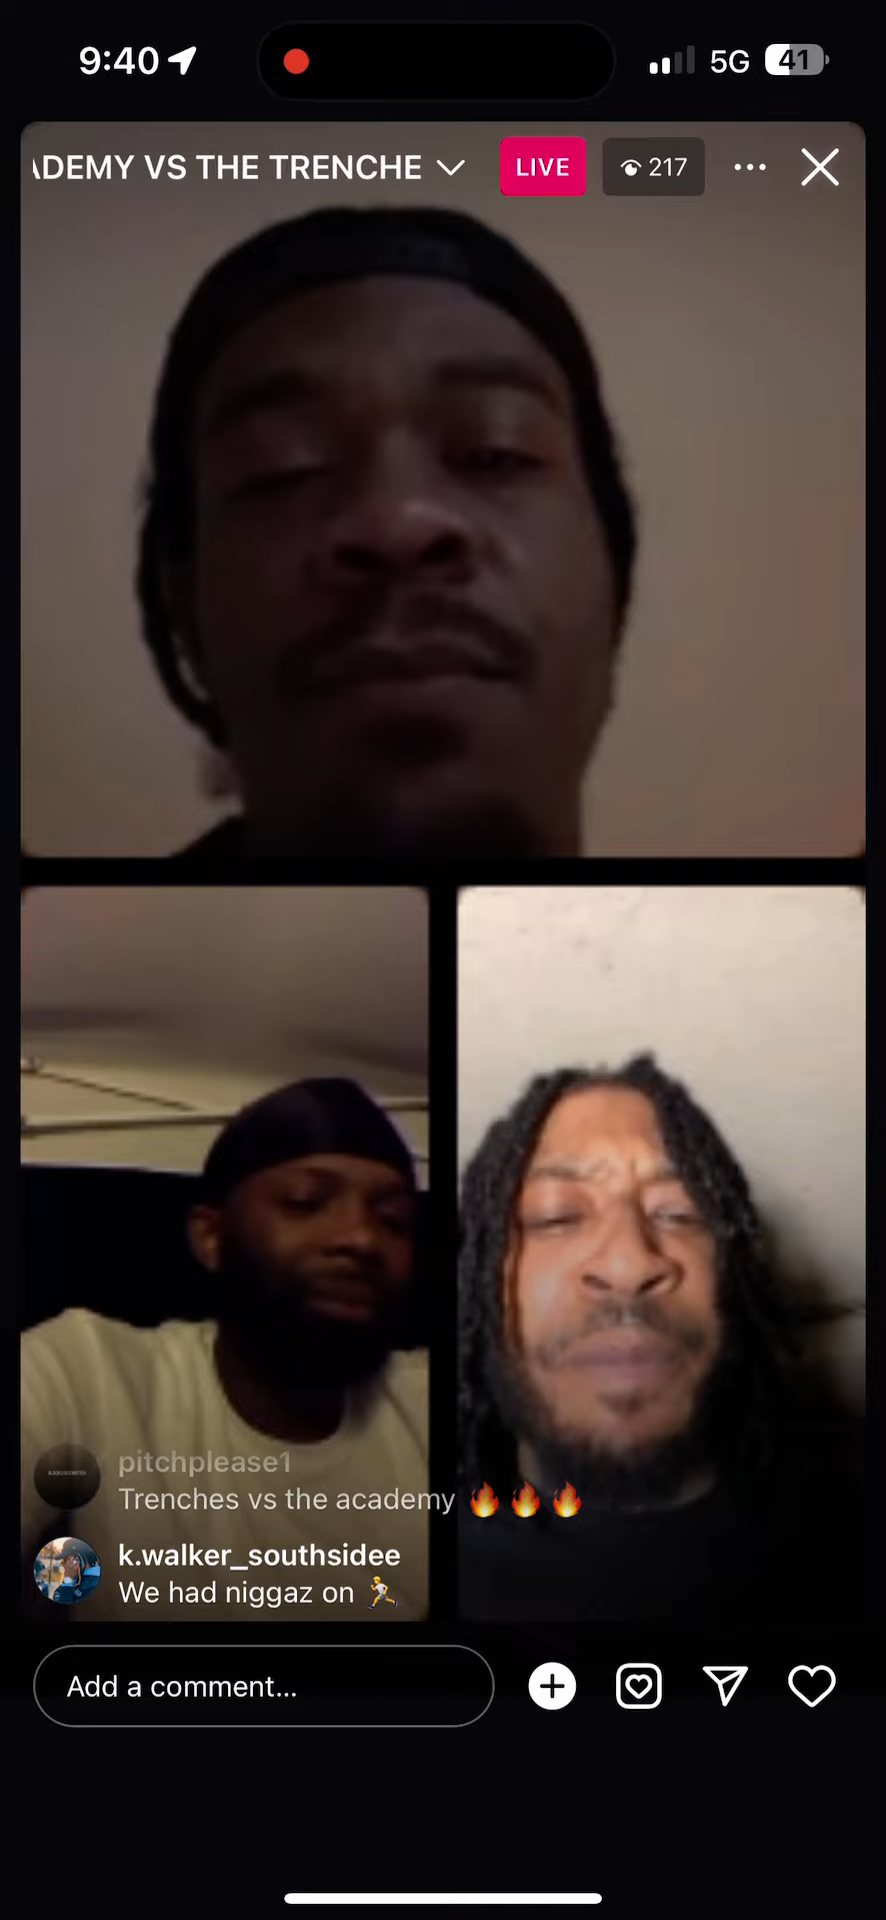 9:40
5G
41
ADEMY VS THE TRENCHE
LIVE
217
pitchplease1
Trenches vs the academy 🔥🔥🔥
k.walker_southsidee
We had niggaz on 🏃
Add a comment...